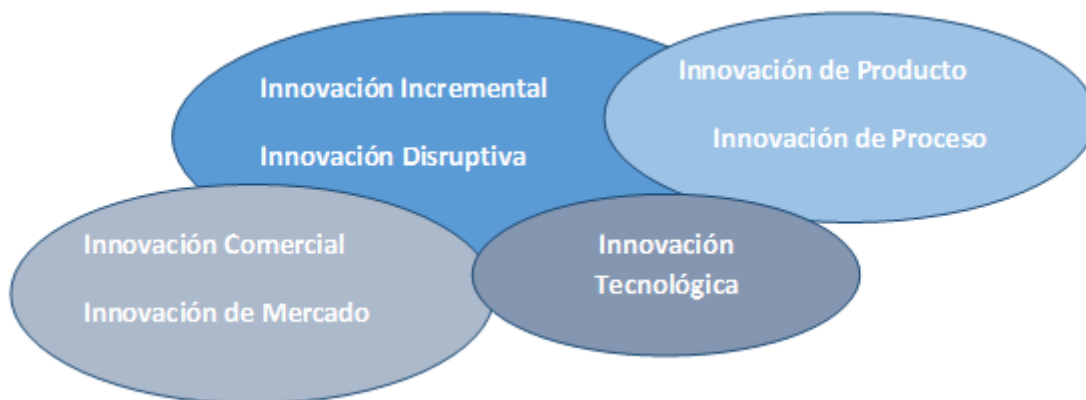 Innovación Incremental
Innovación Disruptiva
Innovación de Producto
Innovación de Proceso
Innovación Comercial
Innovación de Mercado
Innovación
Tecnológica